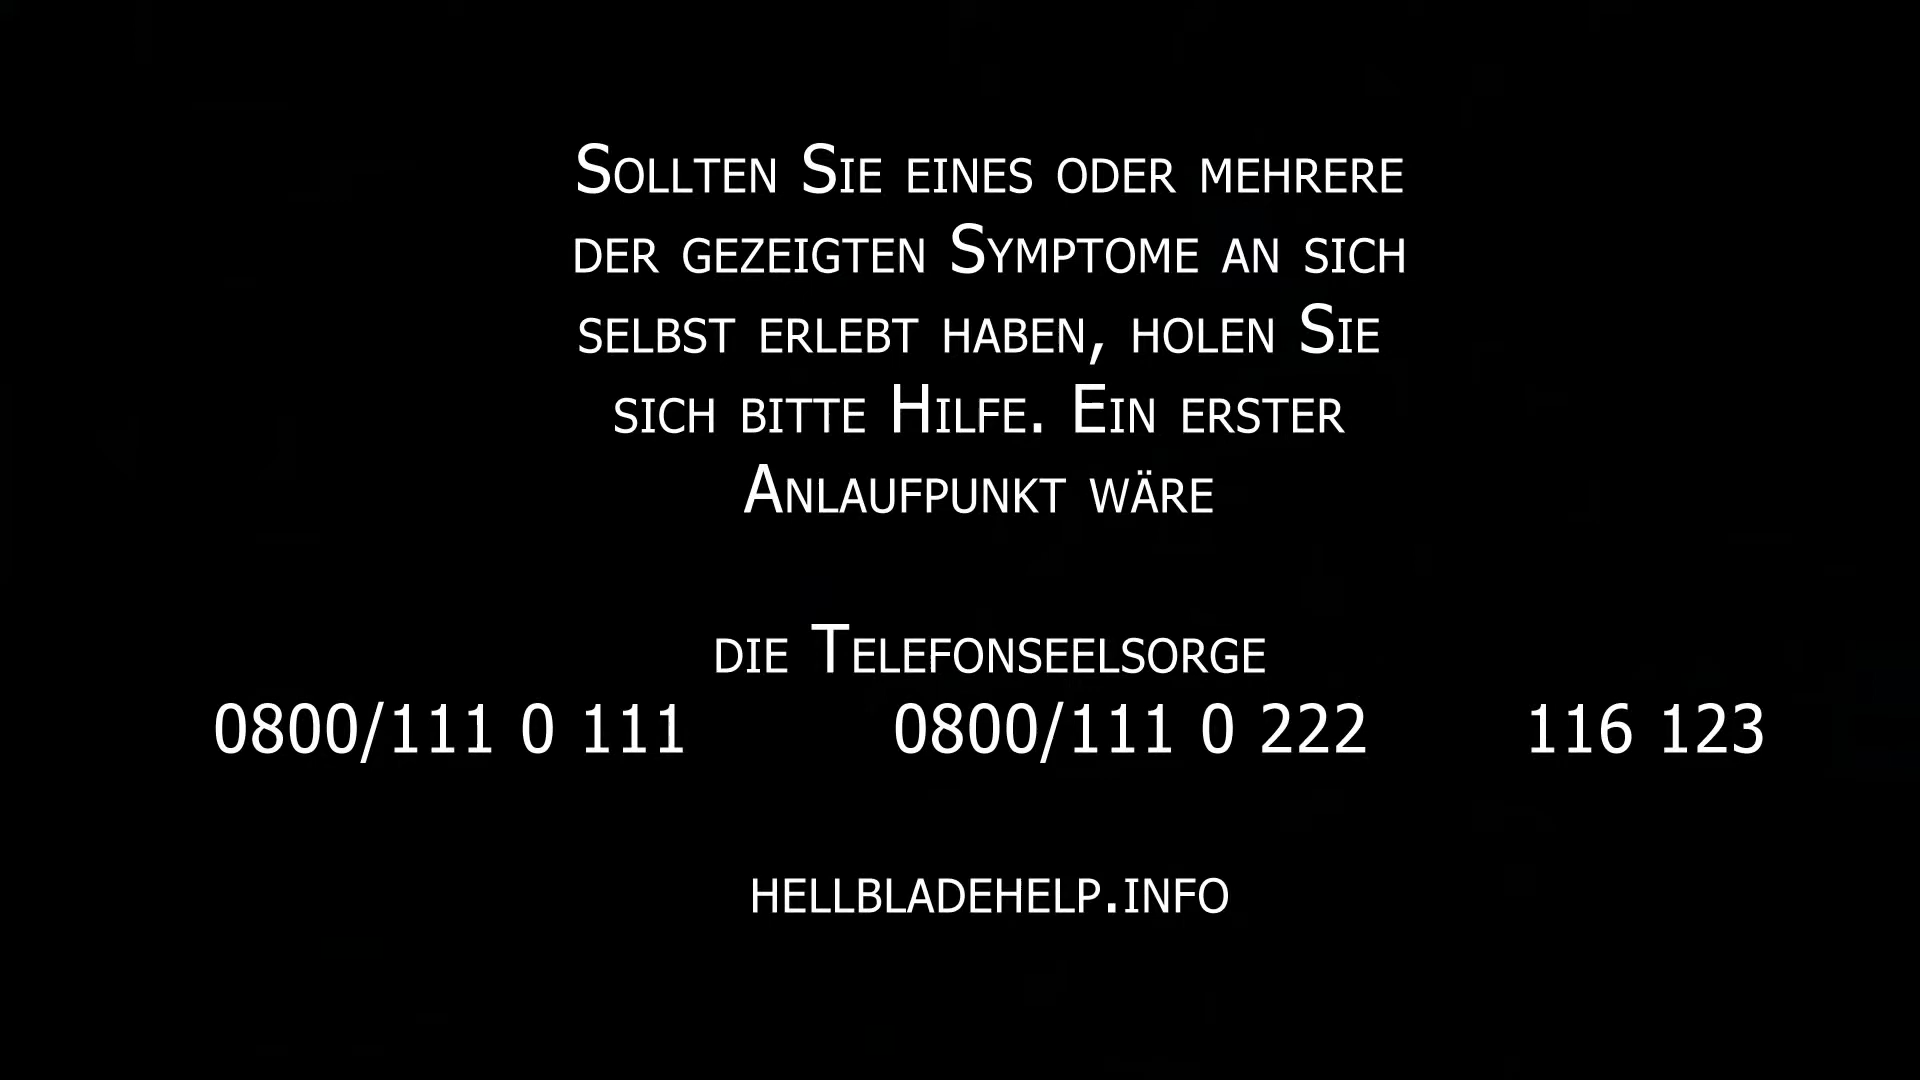 Sollten Sie eines oder mehrere
der gezeigten Symptome an sich
selbst erlebt haben, holen Sie
sich bitte Hilfe. Ein erster
Anlaufpunkt wäre
die Telefonseelsorge
0800/111 0 111 0800/111 0 222 116 123
hellbladehelp.info